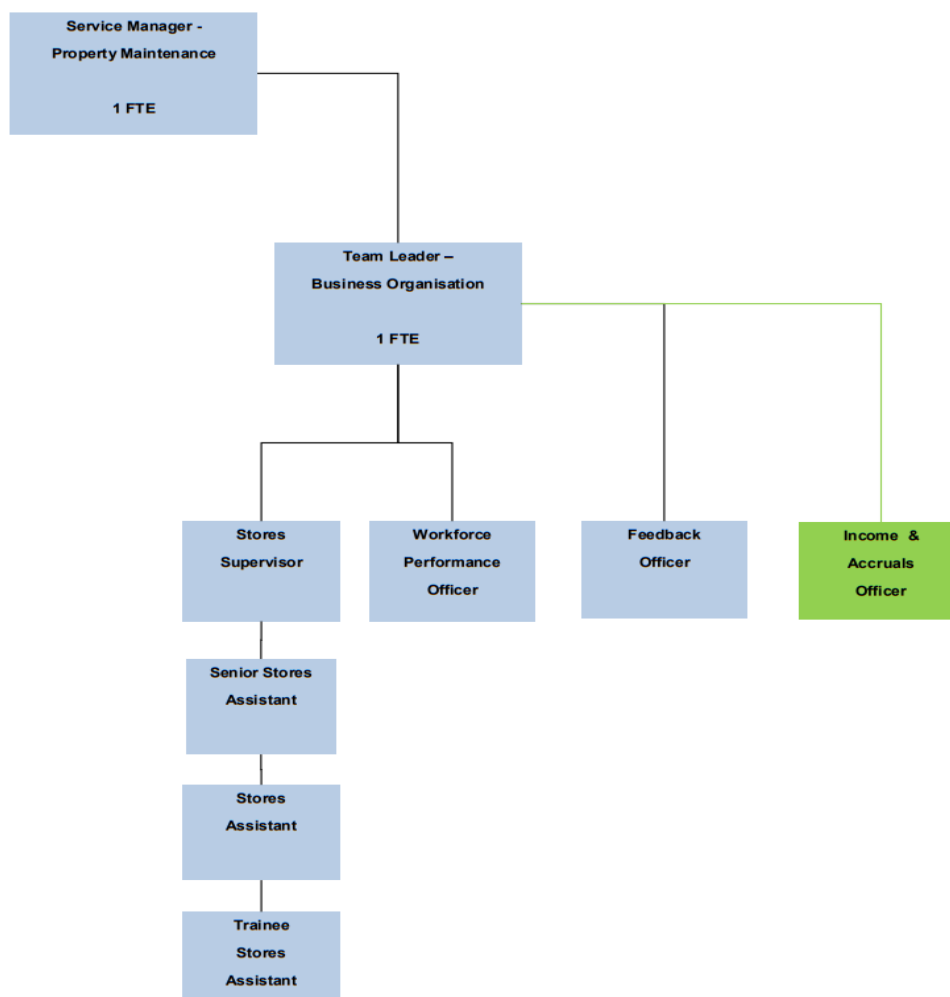 Service Manager -
Property Maintenance
1 FTE
Team Leader –
Business Organisation
1 FTE
Stores
Supervisor
Workforce
Performance
Officer
Feedback
Officer
Income &
Accruals
Officer
Senior Stores
Assistant
Stores
Assistant
Trainee
Stores
Assistant